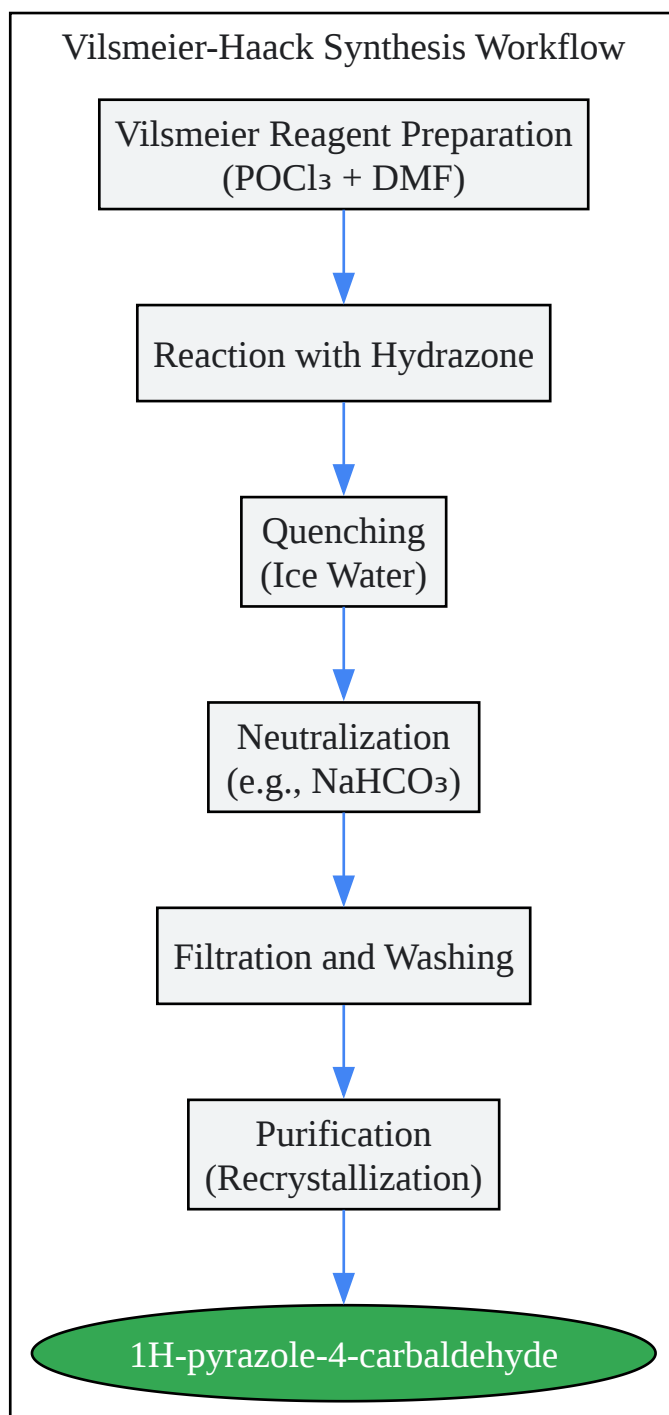 Vilsmeier-Haack Synthesis Workflow
Vilsmeier Reagent Preparation
(POCl₃ + DMF)
Reaction with Hydrazone
Quenching
(Ice Water)
Neutralization
(e.g., NaHCO₃)
Filtration and Washing
Purification
(Recrystallization)
1H-pyrazole-4-carbaldehyde